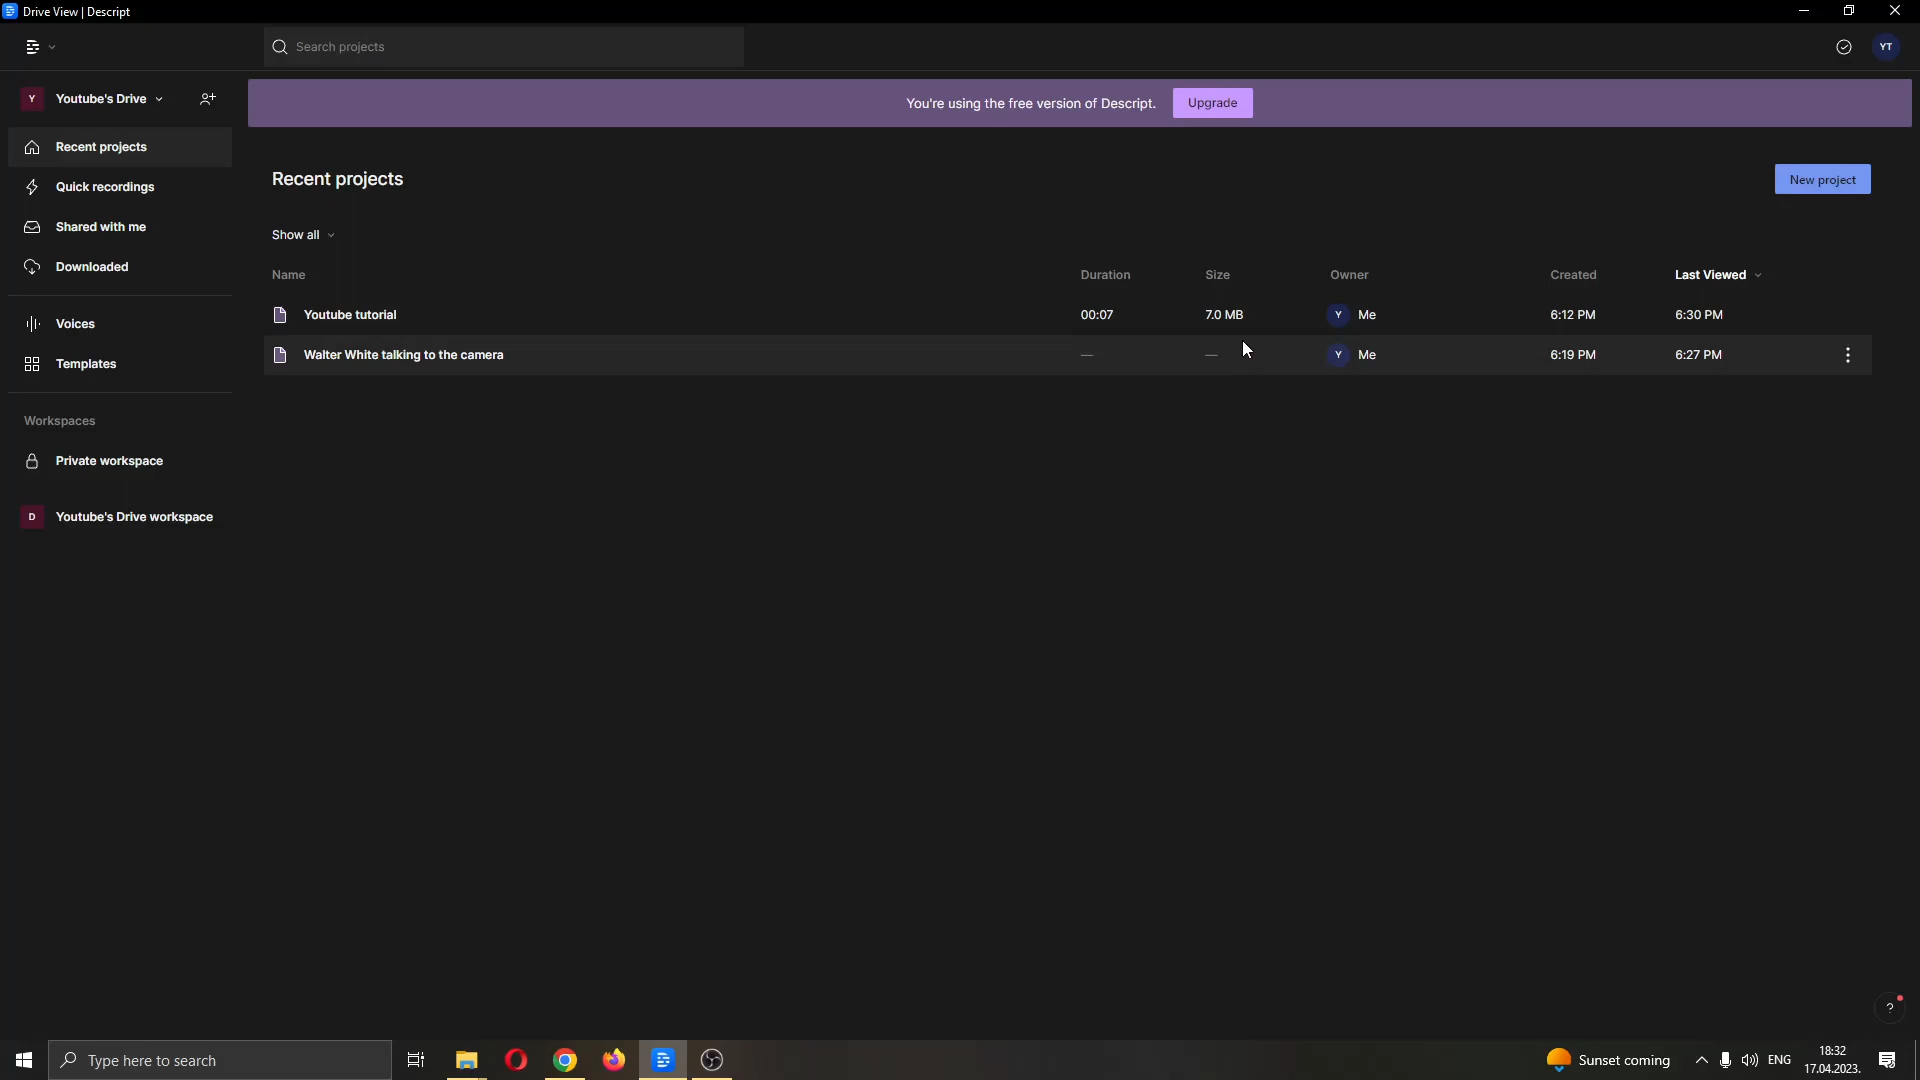 Drive View | Descript
Search projects
YT
Y Youtube's Drive
You're using the free version of Descript. Upgrade
Recent projects
Quick recordings
Shared with me
Downloaded
Voices
Templates
Workspaces
Private workspace
D Youtube's Drive workspace
Recent projects
New project
Show all
Name Duration Size Owner Created Last Viewed
Youtube tutorial 00:07 7.0 MB Y Me 6:12 PM 6:30 PM
Walter White talking to the camera — — Y Me 6:19 PM 6:27 PM
?
Type here to search
Sunset coming
ENG
18:32
17.04.2023.